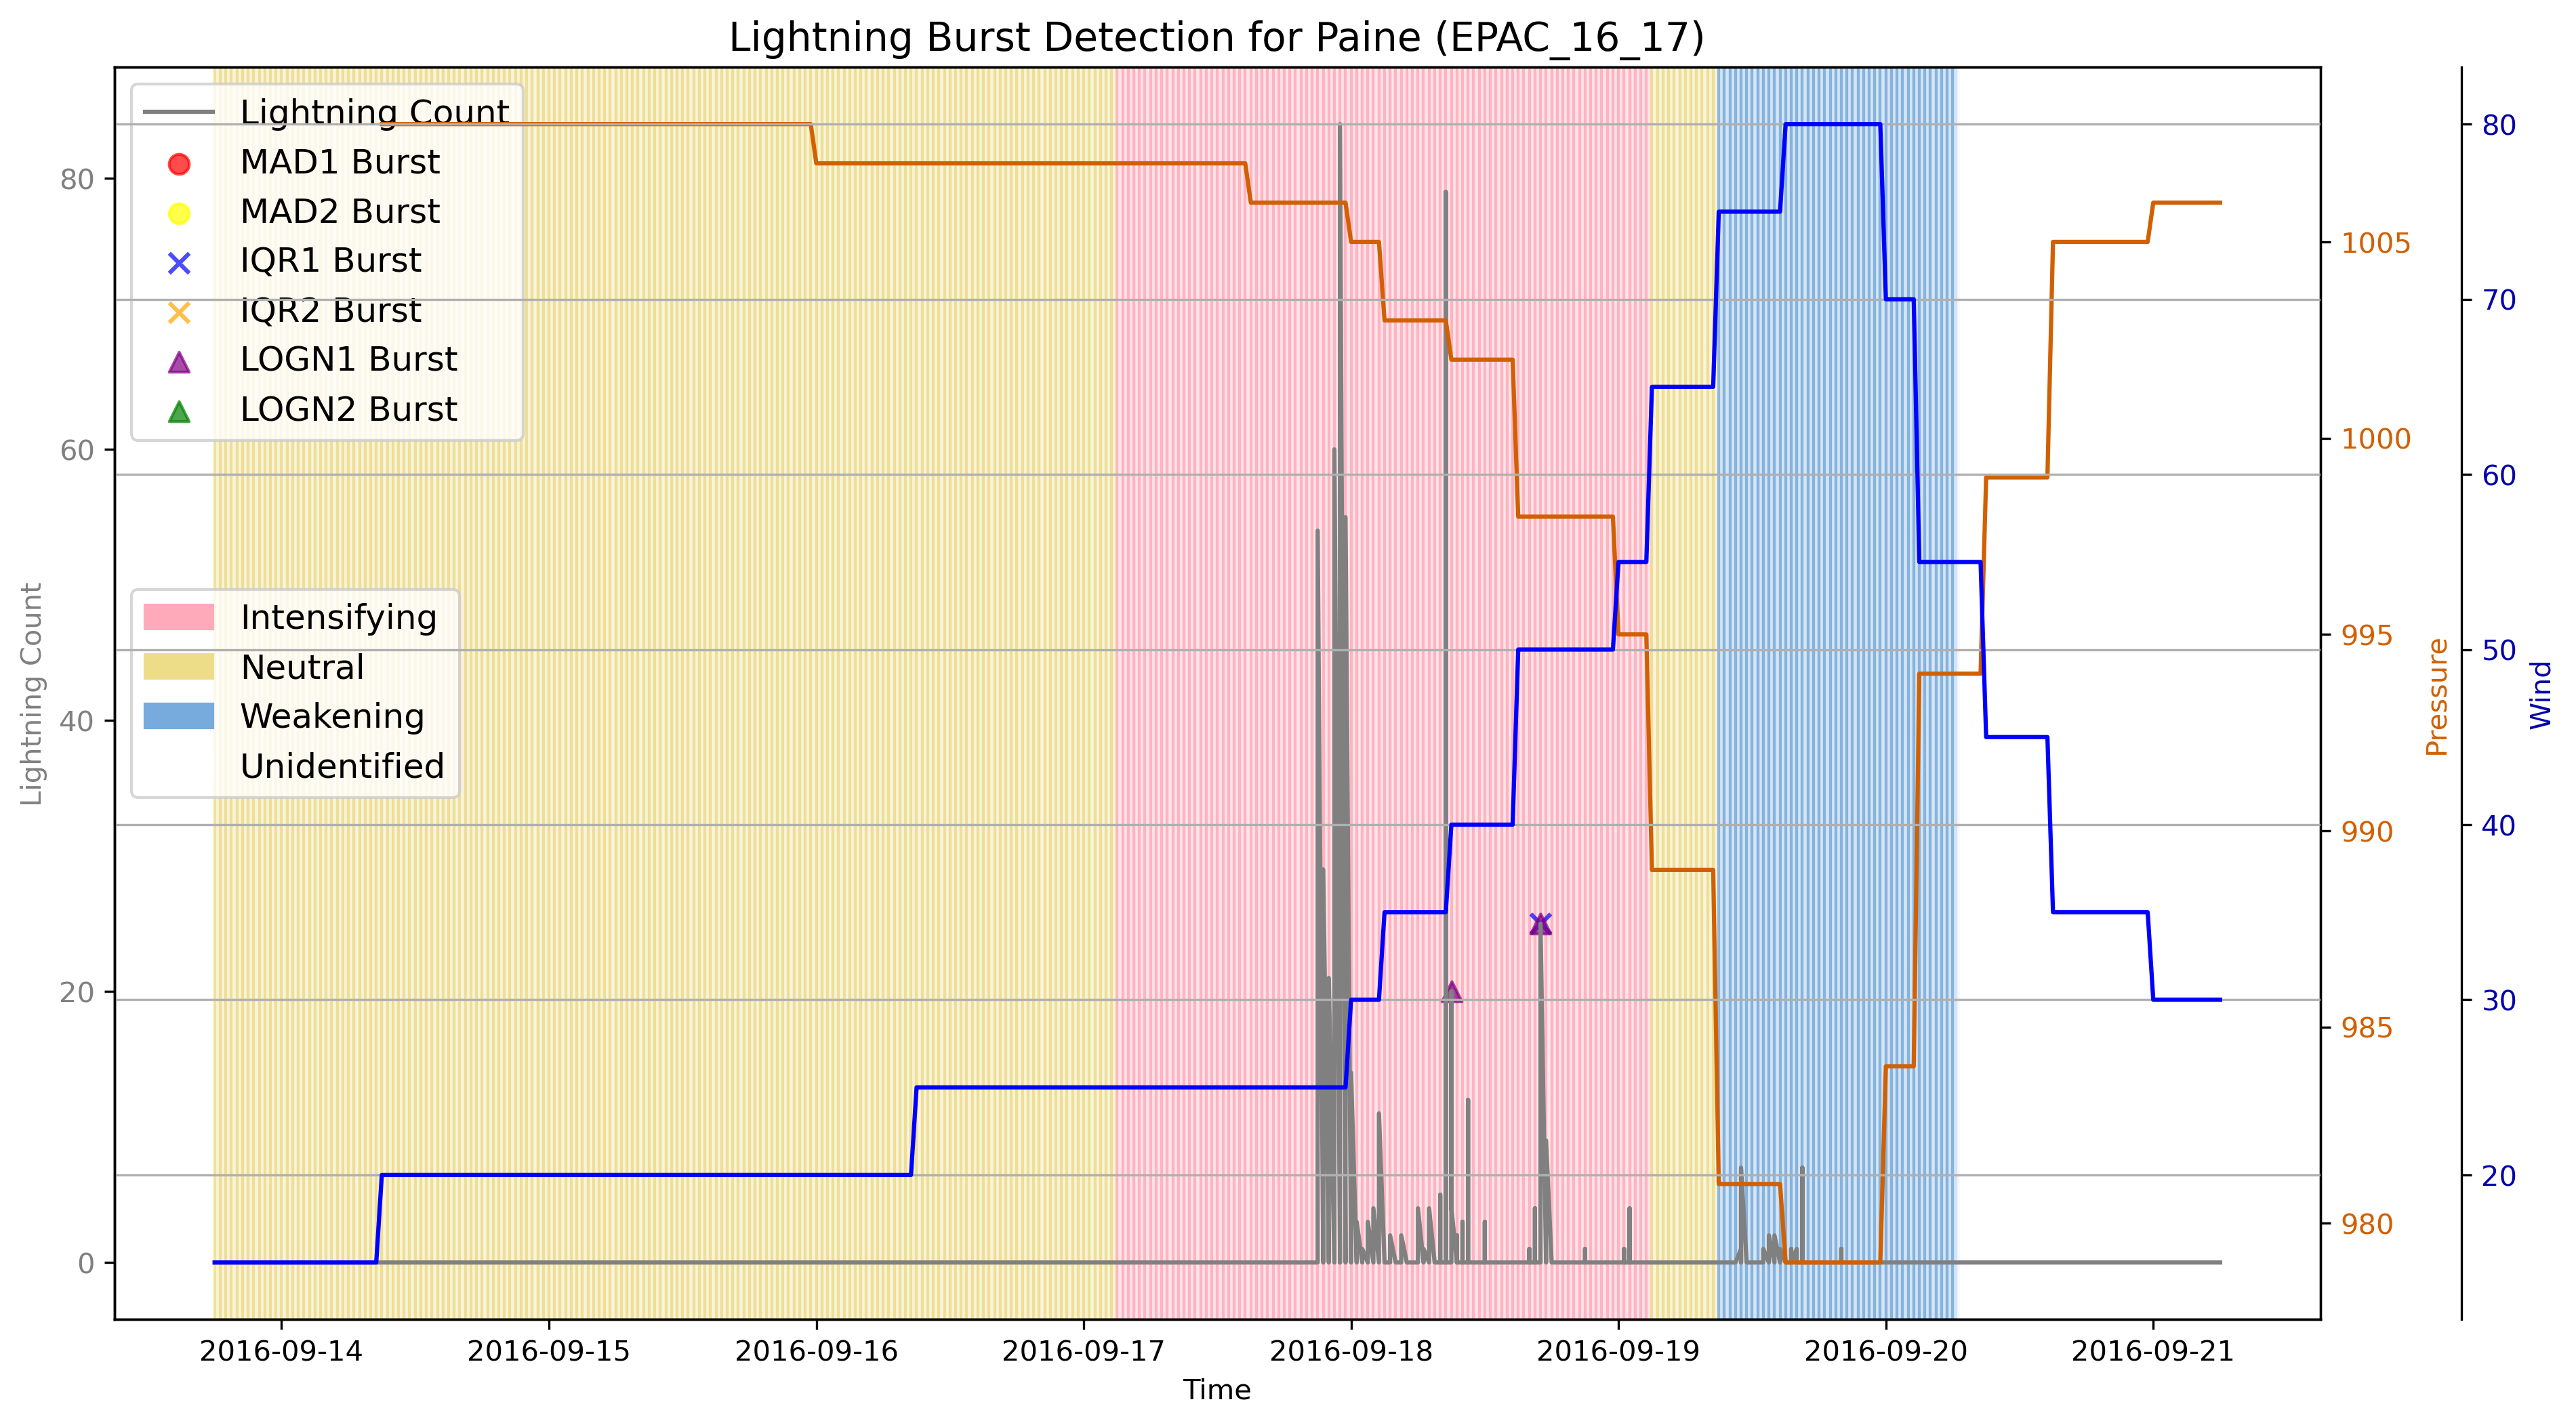 Lightning Burst Detection for Paine (EPAC_16_17)
Lightning Count
MAD1 Burst
MAD2 Burst
IQR1 Burst
IQR2 Burst
LOGN1 Burst
LOGN2 Burst
Intensifying
Neutral
Weakening
Unidentified
Lightning Count
80
60
40
20
0
1005
1000
995
990
985
980
Pressure
80
70
60
50
40
30
20
Wind
2016-09-14
2016-09-15
2016-09-16
2016-09-17
2016-09-18
2016-09-19
2016-09-20
2016-09-21
Time